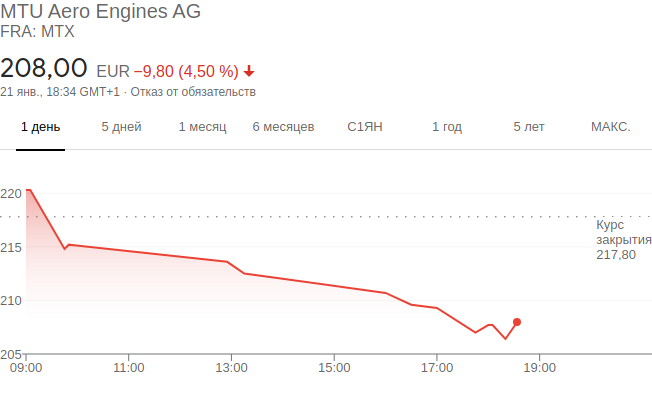 MTU Aero Engines AG
FRA: MTX
208,00 EUR −9,80 (4,50 %)
21 янв., 18:34 GMT+1 · Отказ от обязательств
1 день 5 дней 1 месяц 6 месяцев С1ЯН 1 год 5 лет МАКС.
220
Курс
закрытия
217,80
215
210
205
09:00 11:00 13:00 15:00 17:00 19:00